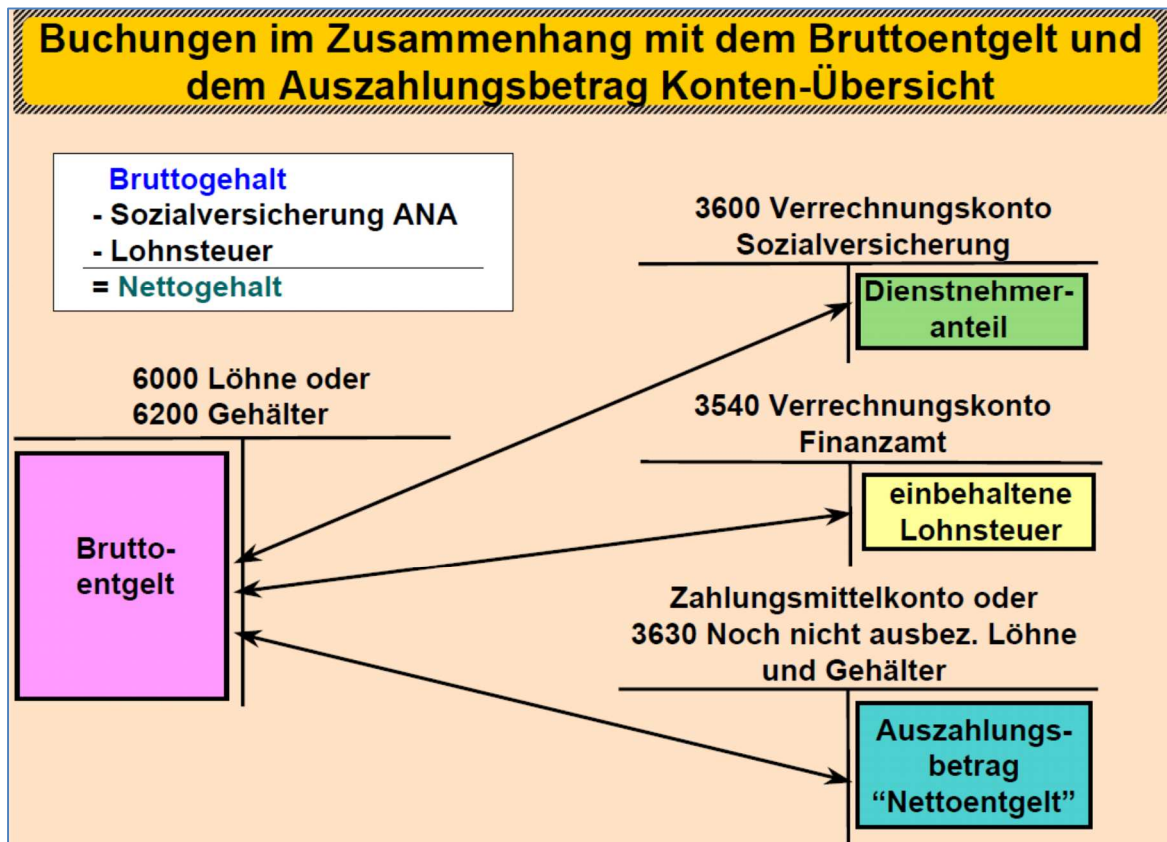 Buchungen im Zusammenhang mit dem Bruttoentgelt und
dem Auszahlungsbetrag Konten-Übersicht
Bruttogehalt
- Sozialversicherung ANA
- Lohnsteuer
= Nettogehalt
3600 Verrechnungskonto
Sozialversicherung
Dienstnehmer-
anteil
6000 Löhne oder
6200 Gehälter
3540 Verrechnungskonto
Finanzamt
einbehaltene
Lohnsteuer
Brutto-
entgelt
Zahlungsmittelkonto oder
3630 Noch nicht ausbez. Löhne
und Gehälter
Auszahlungs-
betrag
“Nettoentgelt”